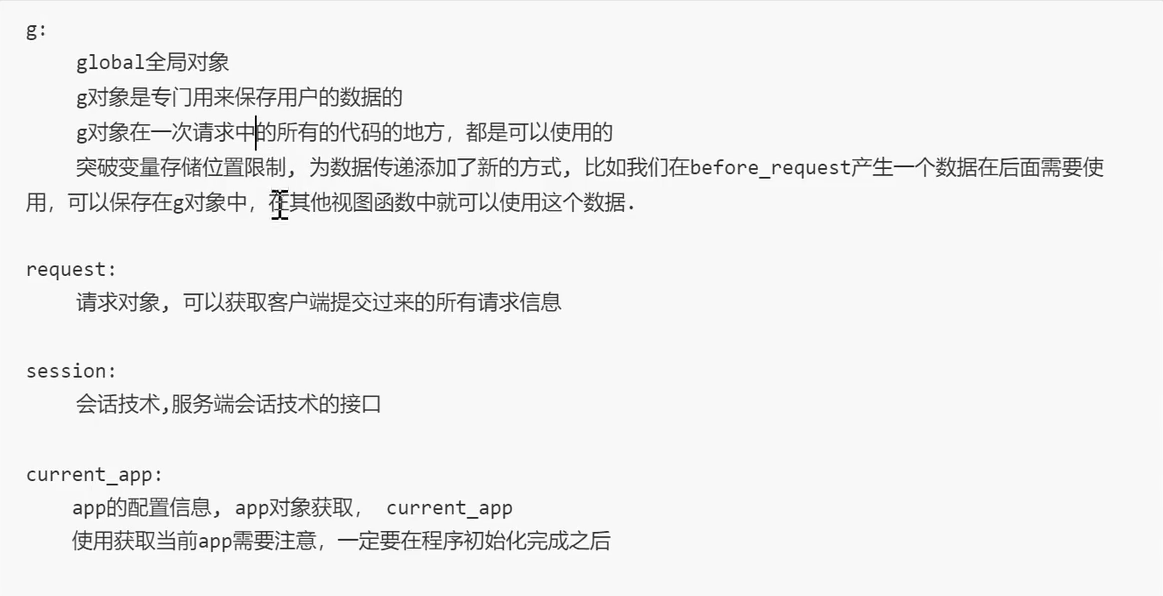 g:
global全局对象
g对象是专门用来保存用户的数据的
g对象在一次请求中的所有的代码的地方，都是可以使用的
突破变量存储位置限制, 为数据传递添加了新的方式, 比如我们在before_request产生一个数据在后面需要使
用，可以保存在g对象中，在其他视图函数中就可以使用这个数据.
request:
请求对象, 可以获取客户端提交过来的所有请求信息
session:
会话技术,服务端会话技术的接口
current_app:
app的配置信息, app对象获取， current_app
使用获取当前app需要注意，一定要在程序初始化完成之后